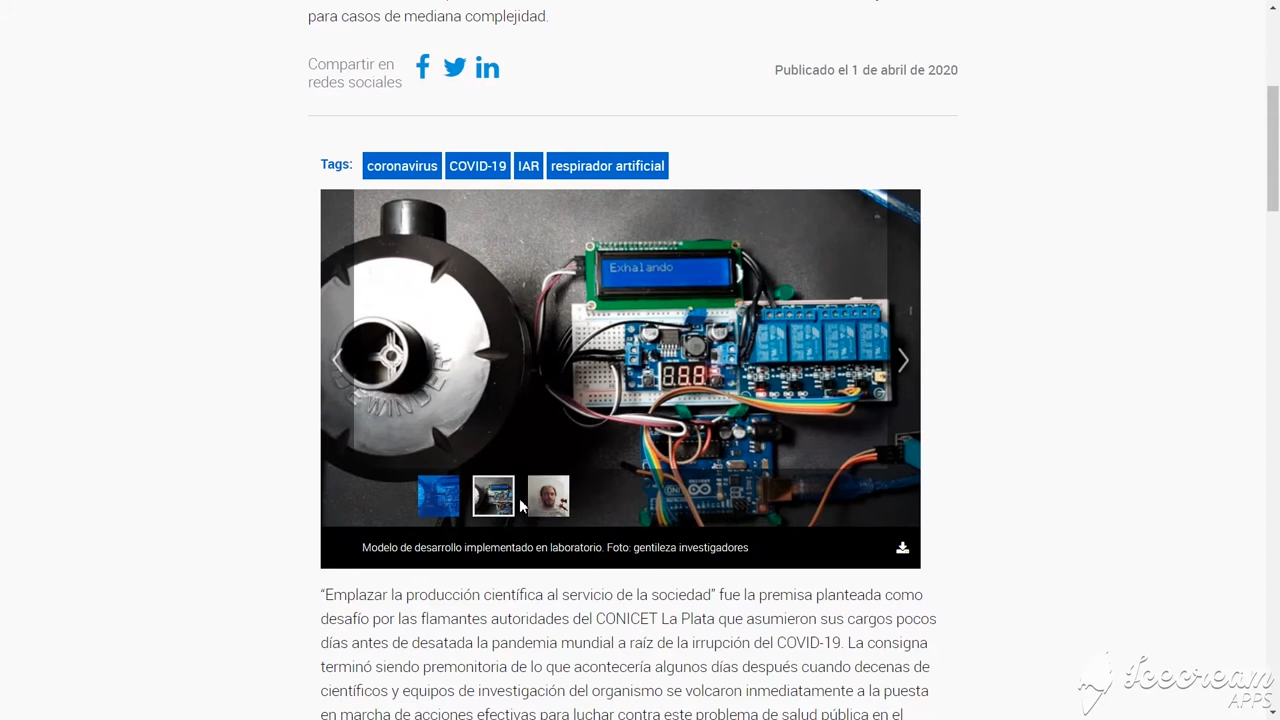 para casos de mediana complejidad.
Compartir en
redes sociales
Publicado el 1 de abril de 2020
Tags:
coronavirus
COVID-19
IAR
respirador artificial
Exhalando
Modelo de desarrollo implementado en laboratorio. Foto: gentileza investigadores
“Emplazar la producción científica al servicio de la sociedad” fue la premisa planteada como
desafío por las flamantes autoridades del CONICET La Plata que asumieron sus cargos pocos
días antes de desatada la pandemia mundial a raíz de la irrupción del COVID-19. La consigna
terminó siendo premonitoria de lo que acontecería algunos días después cuando decenas de
científicos y equipos de investigación del organismo se volcaron inmediatamente a la puesta
en marcha de acciones efectivas para luchar contra este problema de salud pública en el
Icecream
APPS